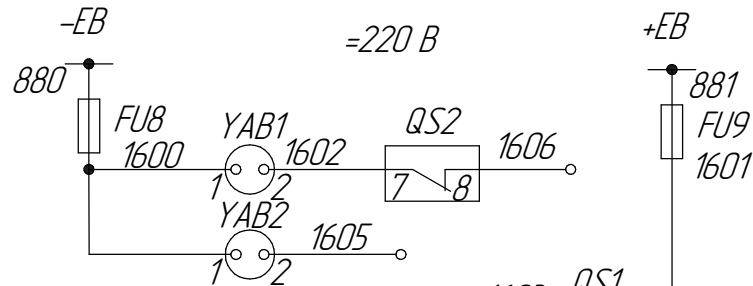 –EB
=220 В
+EB
880
881
FU8
YAB1
QS2
FU9
1600
1602
1606
1601
1
2
7
8
YAB2
1605
1
2
QS1